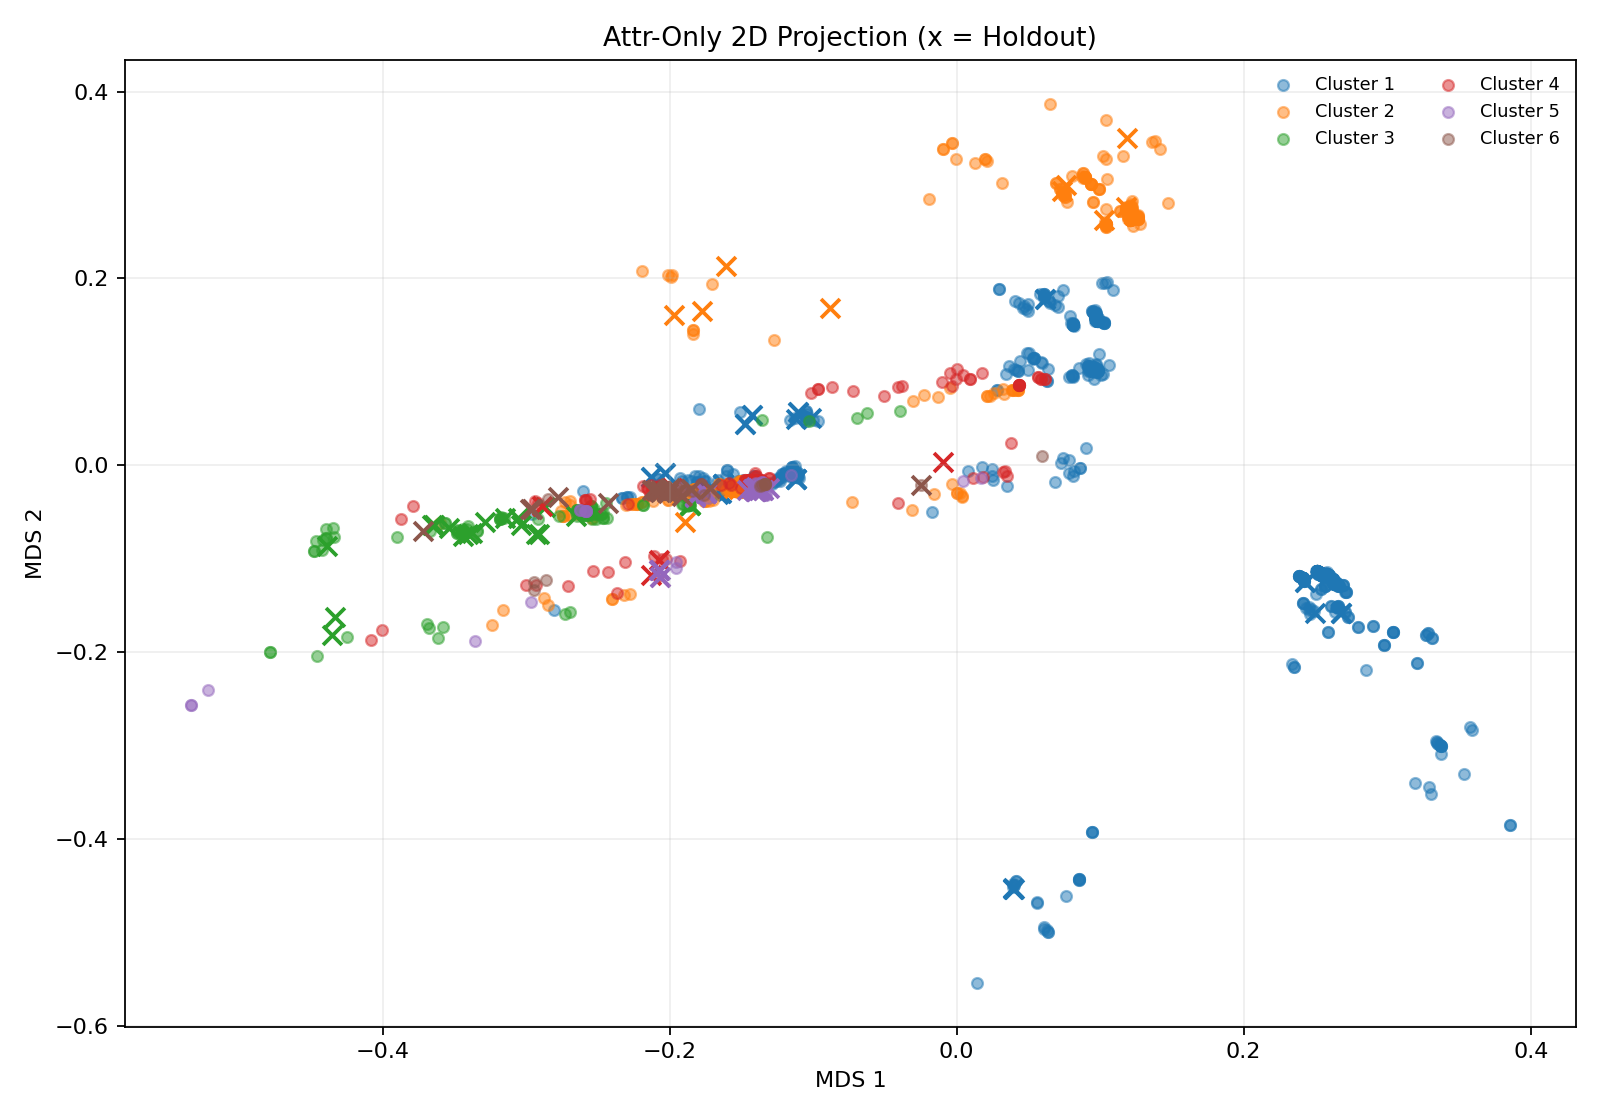 Attr-Only 2D Projection (x = Holdout)
Cluster 1
Cluster 2
Cluster 3
Cluster 4
Cluster 5
Cluster 6
0.4
0.2
0.0
−0.2
−0.4
−0.6
MDS 2
−0.4
−0.2
0.0
0.2
0.4
MDS 1